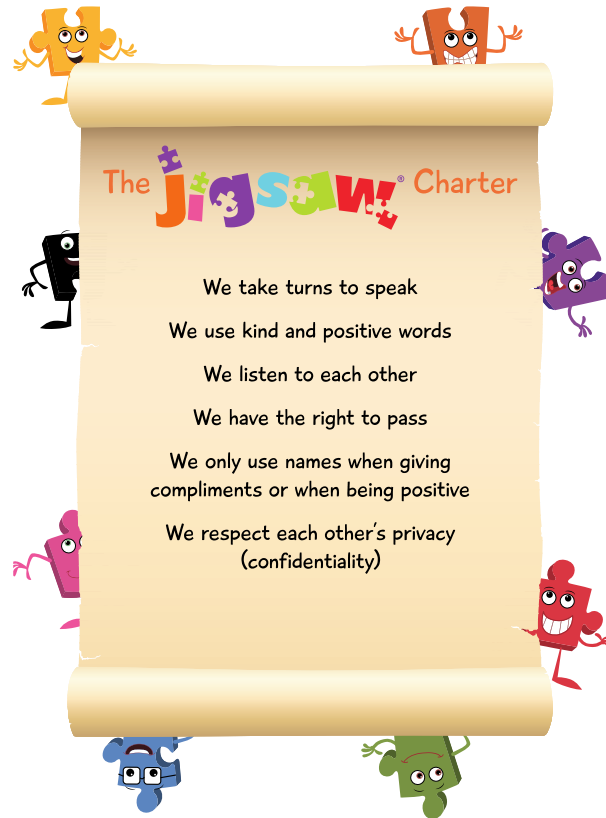 The jigsaw® Charter
We take turns to speak
We use kind and positive words
We listen to each other
We have the right to pass
We only use names when giving
compliments or when being positive
We respect each other's privacy
(confidentiality)